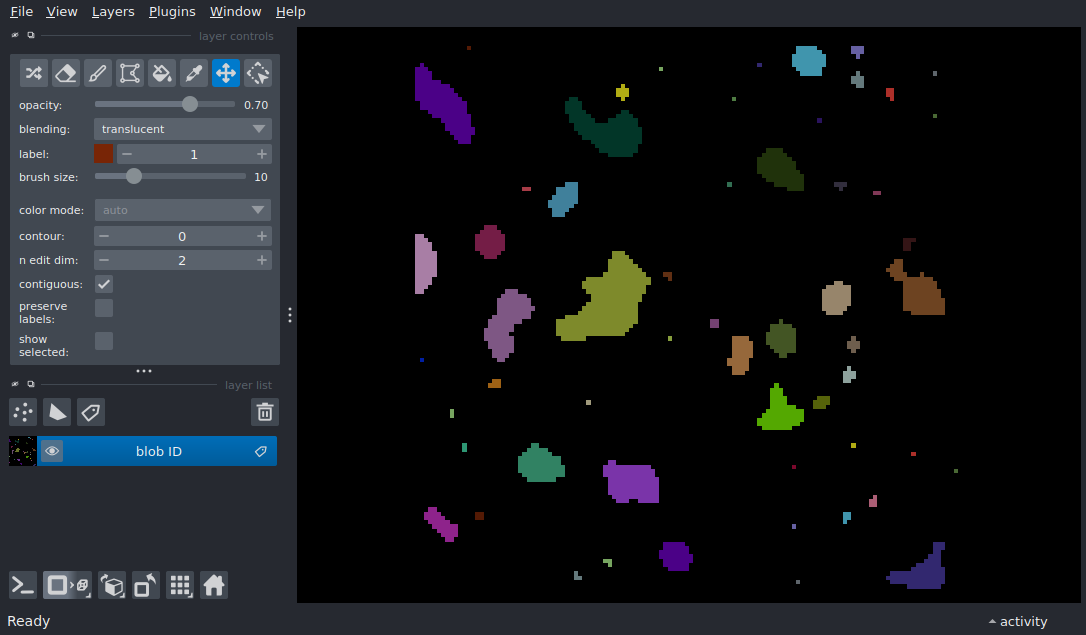 File View Layers Plugins Window Help
layer controls
opacity: 0.70
blending: translucent
label: 1
brush size: 10
color mode: auto
contour: 0
n edit dim: 2
contiguous:
preserve
labels:
show
selected:
layer list
blob ID
Ready
activity